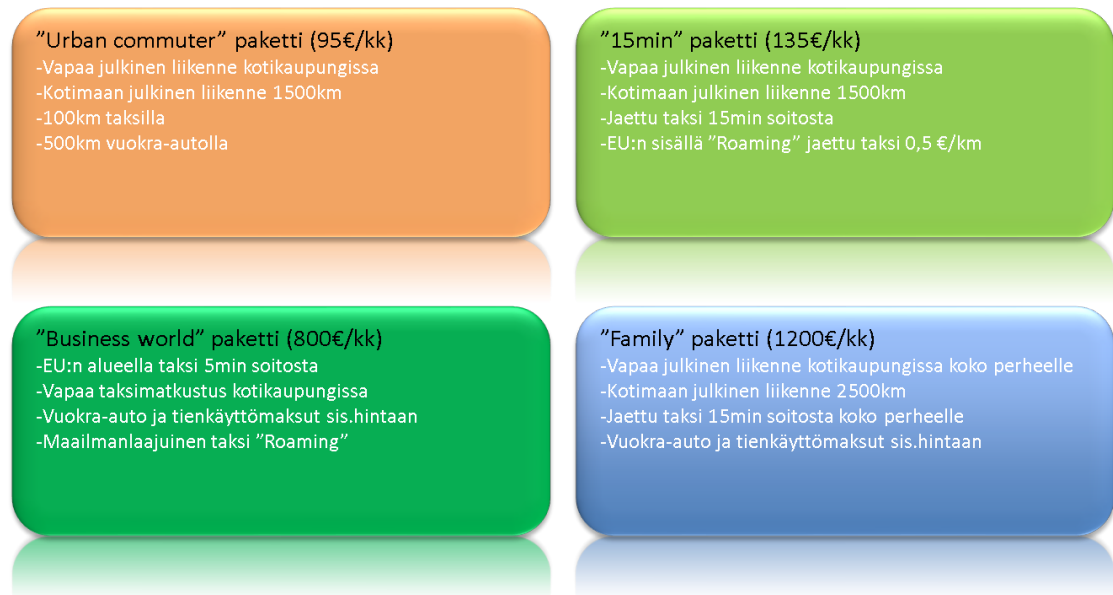 ”Urban commuter” paketti (95€/kk)
-Vapaa julkinen liikenne kotikaupungissa
-Kotimaan julkinen liikenne 1500km
-100km taksilla
-500km vuokra-autolla
”15min” paketti (135€/kk)
-Vapaa julkinen liikenne kotikaupungissa
-Kotimaan julkinen liikenne 1500km
-Jaettu taksi 15min soitosta
-EU:n sisällä ”Roaming” jaettu taksi 0,5 €/km
”Business world” paketti (800€/kk)
-EU:n alueella taksi 5min soitosta
-Vapaa taksimatkustus kotikaupungissa
-Vuokra-auto ja tienkäyttömaksut sis.hintaan
-Maailmanlaajuinen taksi ”Roaming”
”Family” paketti (1200€/kk)
-Vapaa julkinen liikenne kotikaupungissa koko perheelle
-Kotimaan julkinen liikenne 2500km
-Jaettu taksi 15min soitosta koko perheelle
-Vuokra-auto ja tienkäyttömaksut sis.hintaan